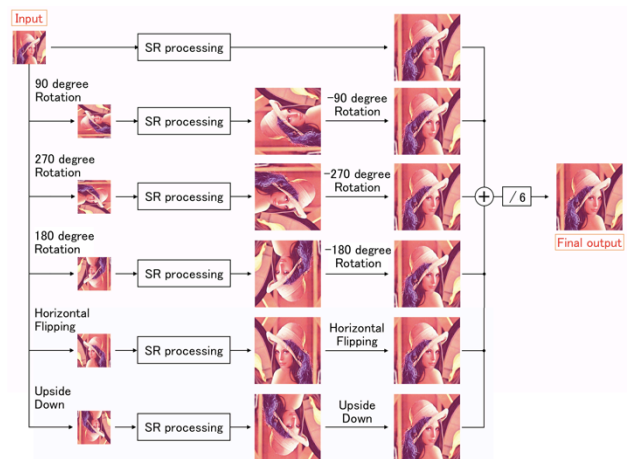 Input
SR processing
90 degree
Rotation
SR processing
-90 degree
Rotation
270 degree
Rotation
SR processing
-270 degree
Rotation
+
/ 6
Final output
180 degree
Rotation
SR processing
-180 degree
Rotation
Horizontal
Flipping
SR processing
Horizontal
Flipping
Upside
Down
SR processing
Upside
Down